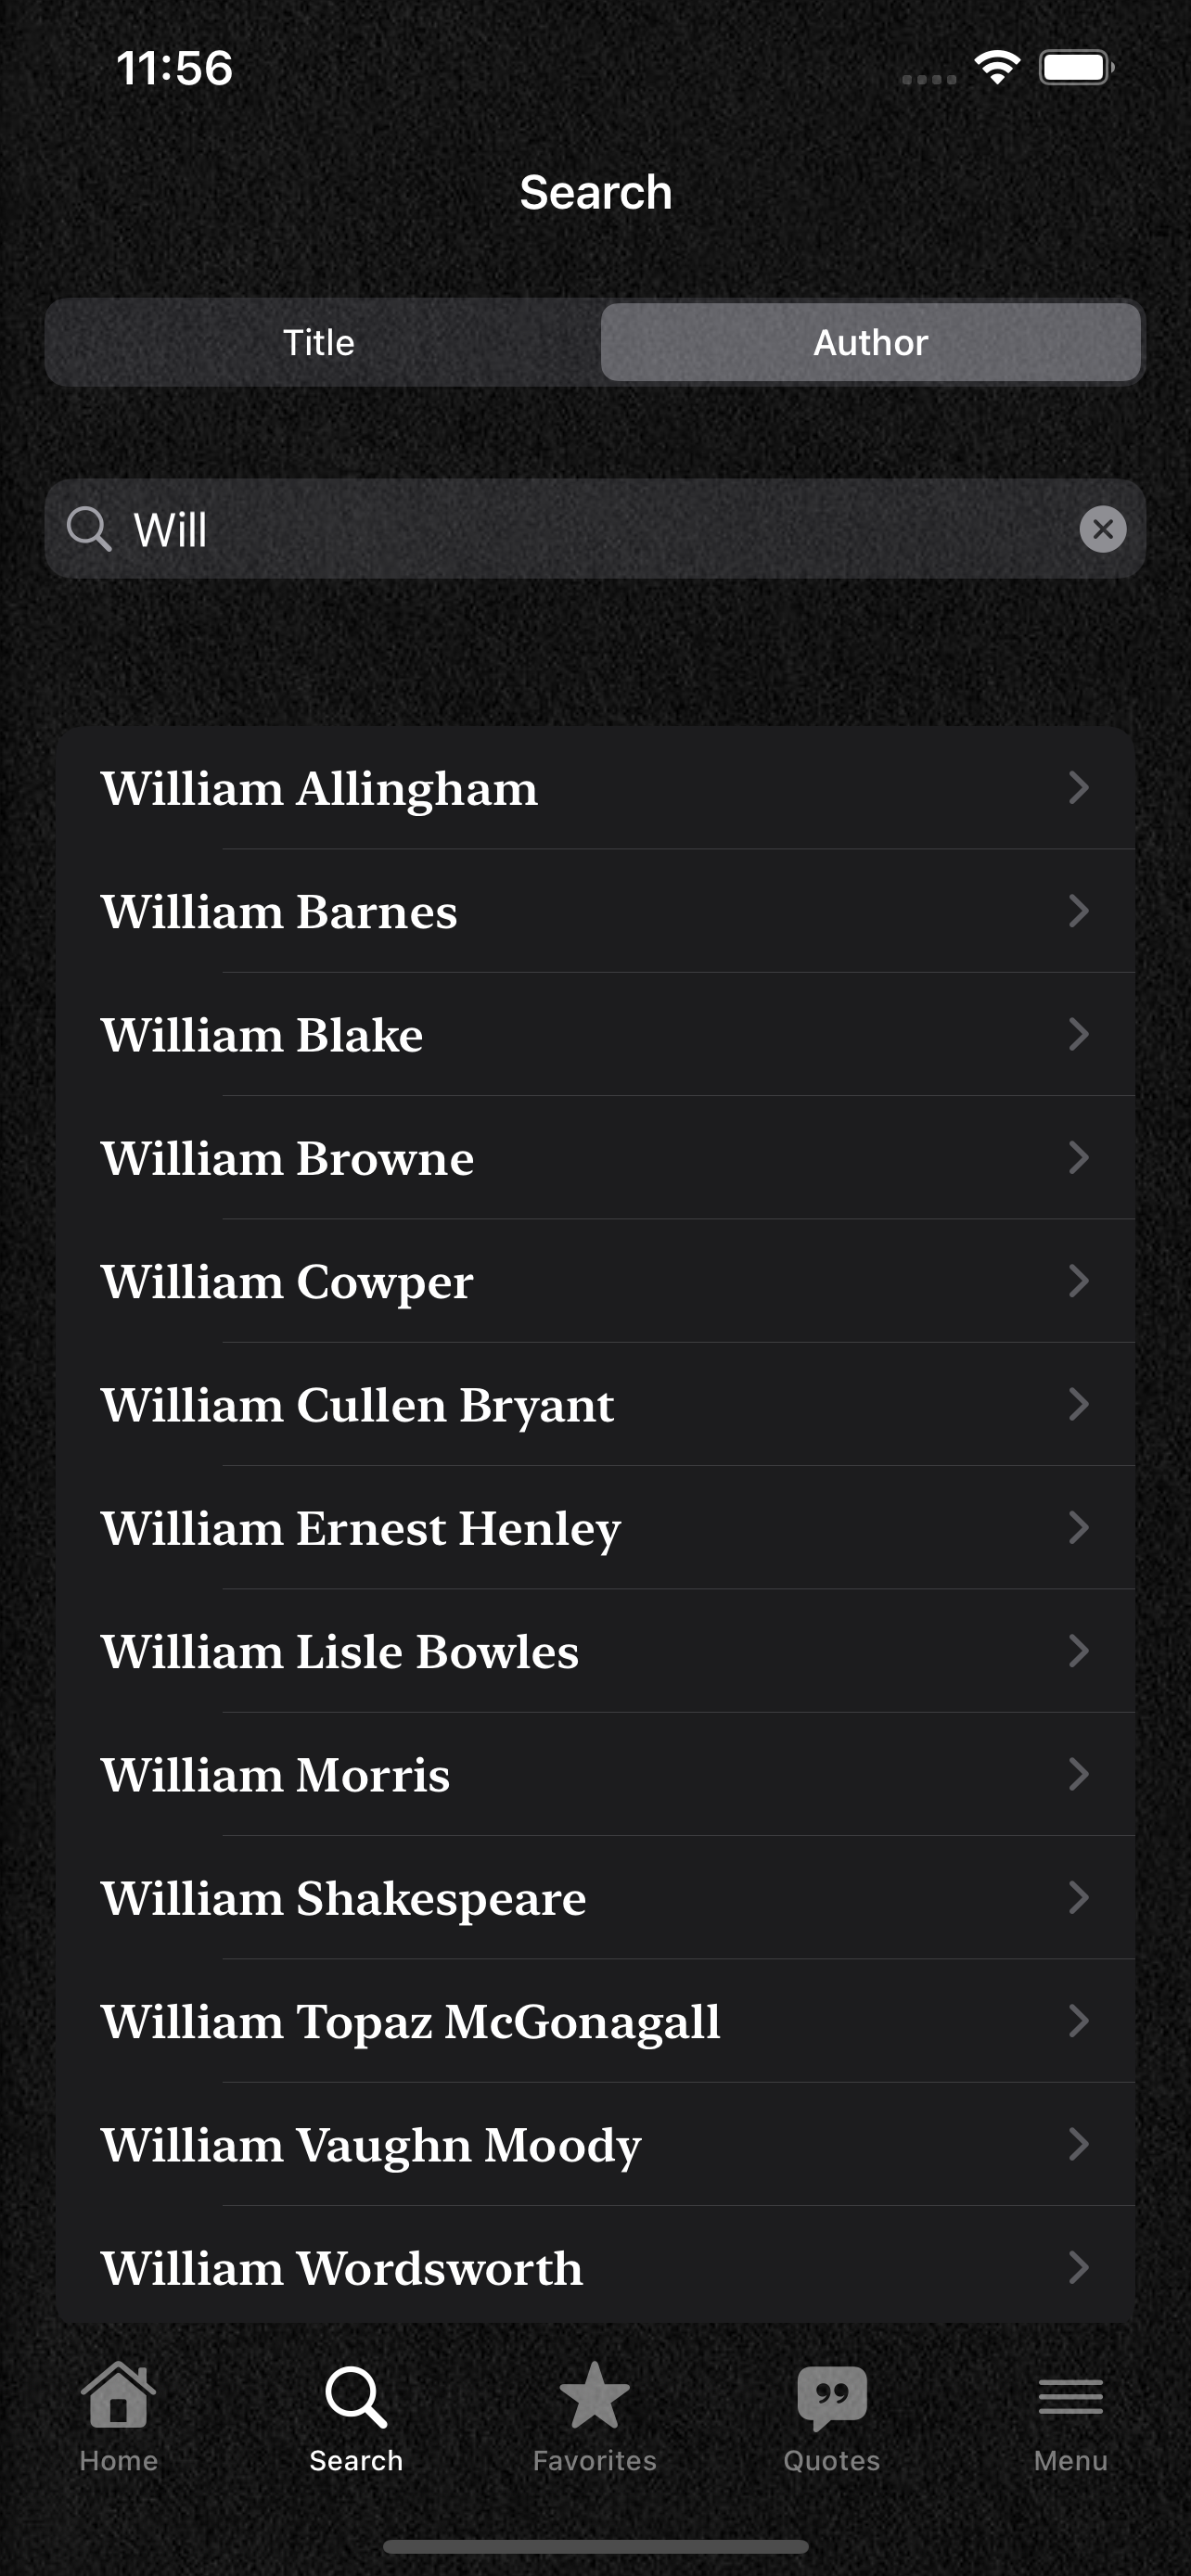 11:56
Search
Title Author
Will
William Allingham
William Barnes
William Blake
William Browne
William Cowper
William Cullen Bryant
William Ernest Henley
William Lisle Bowles
William Morris
William Shakespeare
William Topaz McGonagall
William Vaughn Moody
William Wordsworth
Home Search Favorites Quotes Menu